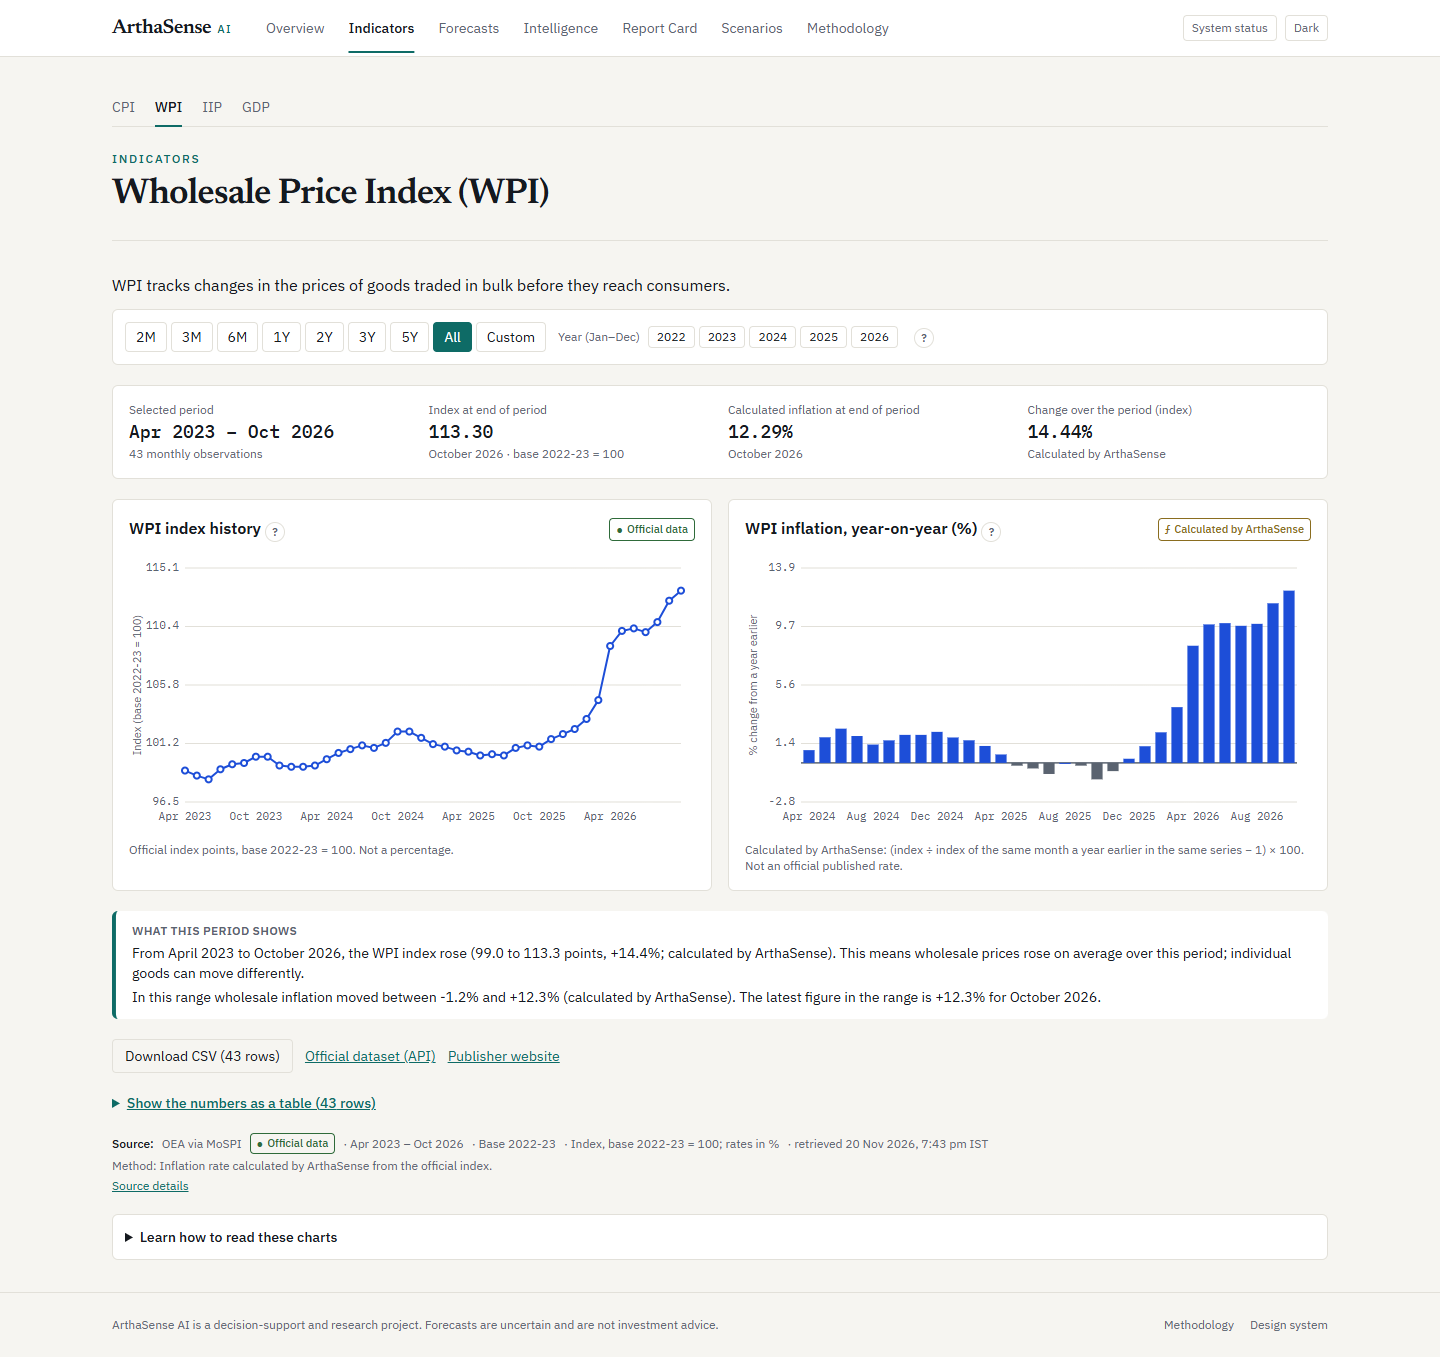 ArthaSense AI
Overview Indicators Forecasts Intelligence Report Card Scenarios Methodology
System status Dark
CPI WPI IIP GDP
INDICATORS
Wholesale Price Index (WPI)
WPI tracks changes in the prices of goods traded in bulk before they reach consumers.
2M 3M 6M 1Y 2Y 3Y 5Y All Custom Year (Jan–Dec) 2022 2023 2024 2025 2026 ?
Selected period
Apr 2023 – Oct 2026
43 monthly observations
Index at end of period
113.30
October 2026 · base 2022-23 = 100
Calculated inflation at end of period
12.29%
October 2026
Change over the period (index)
14.44%
Calculated by ArthaSense
WPI index history ?
● Official data
115.1
110.4
105.8
101.2
96.5
Index (base 2022-23 = 100)
Apr 2023 Oct 2023 Apr 2024 Oct 2024 Apr 2025 Oct 2025 Apr 2026
Official index points, base 2022-23 = 100. Not a percentage.
WPI inflation, year-on-year (%) ?
ƒ Calculated by ArthaSense
13.9
9.7
5.6
1.4
-2.8
% change from a year earlier
Apr 2024 Aug 2024 Dec 2024 Apr 2025 Aug 2025 Dec 2025 Apr 2026 Aug 2026
Calculated by ArthaSense: (index ÷ index of the same month a year earlier in the same series − 1) × 100.
Not an official published rate.
WHAT THIS PERIOD SHOWS
From April 2023 to October 2026, the WPI index rose (99.0 to 113.3 points, +14.4%; calculated by ArthaSense). This means wholesale prices rose on average over this period; individual
goods can move differently.
In this range wholesale inflation moved between -1.2% and +12.3% (calculated by ArthaSense). The latest figure in the range is +12.3% for October 2026.
Download CSV (43 rows) Official dataset (API) Publisher website
▶ Show the numbers as a table (43 rows)
Source: OEA via MoSPI ● Official data · Apr 2023 – Oct 2026 · Base 2022-23 · Index, base 2022-23 = 100; rates in % · retrieved 20 Nov 2026, 7:43 pm IST
Method: Inflation rate calculated by ArthaSense from the official index.
Source details
▶ Learn how to read these charts
ArthaSense AI is a decision-support and research project. Forecasts are uncertain and are not investment advice.
Methodology Design system